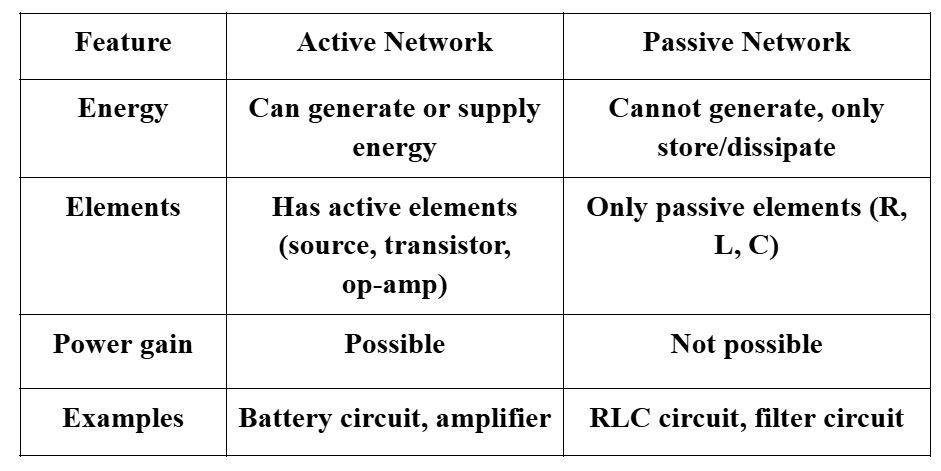 Feature Active Network Passive Network
Energy Can generate or supply energy Cannot generate, only store/dissipate
Elements Has active elements (source, transistor, op-amp) Only passive elements (R, L, C)
Power gain Possible Not possible
Examples Battery circuit, amplifier RLC circuit, filter circuit